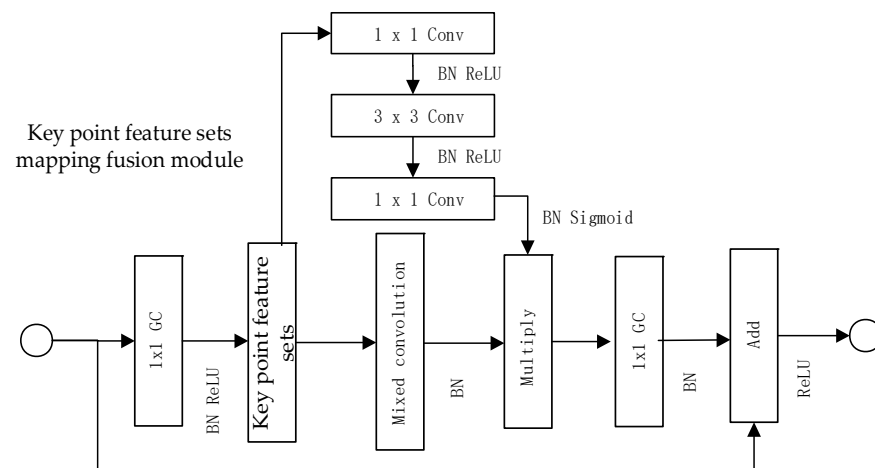 1 x 1 Conv
BN ReLU
3 x 3 Conv
BN ReLU
1 x 1 Conv
BN Sigmoid
Key point feature sets
mapping fusion module
1x1 GC
BN ReLU
Key point feature
sets
Mixed convolution
BN
Multiply
1x1 GC
BN
Add
ReLU